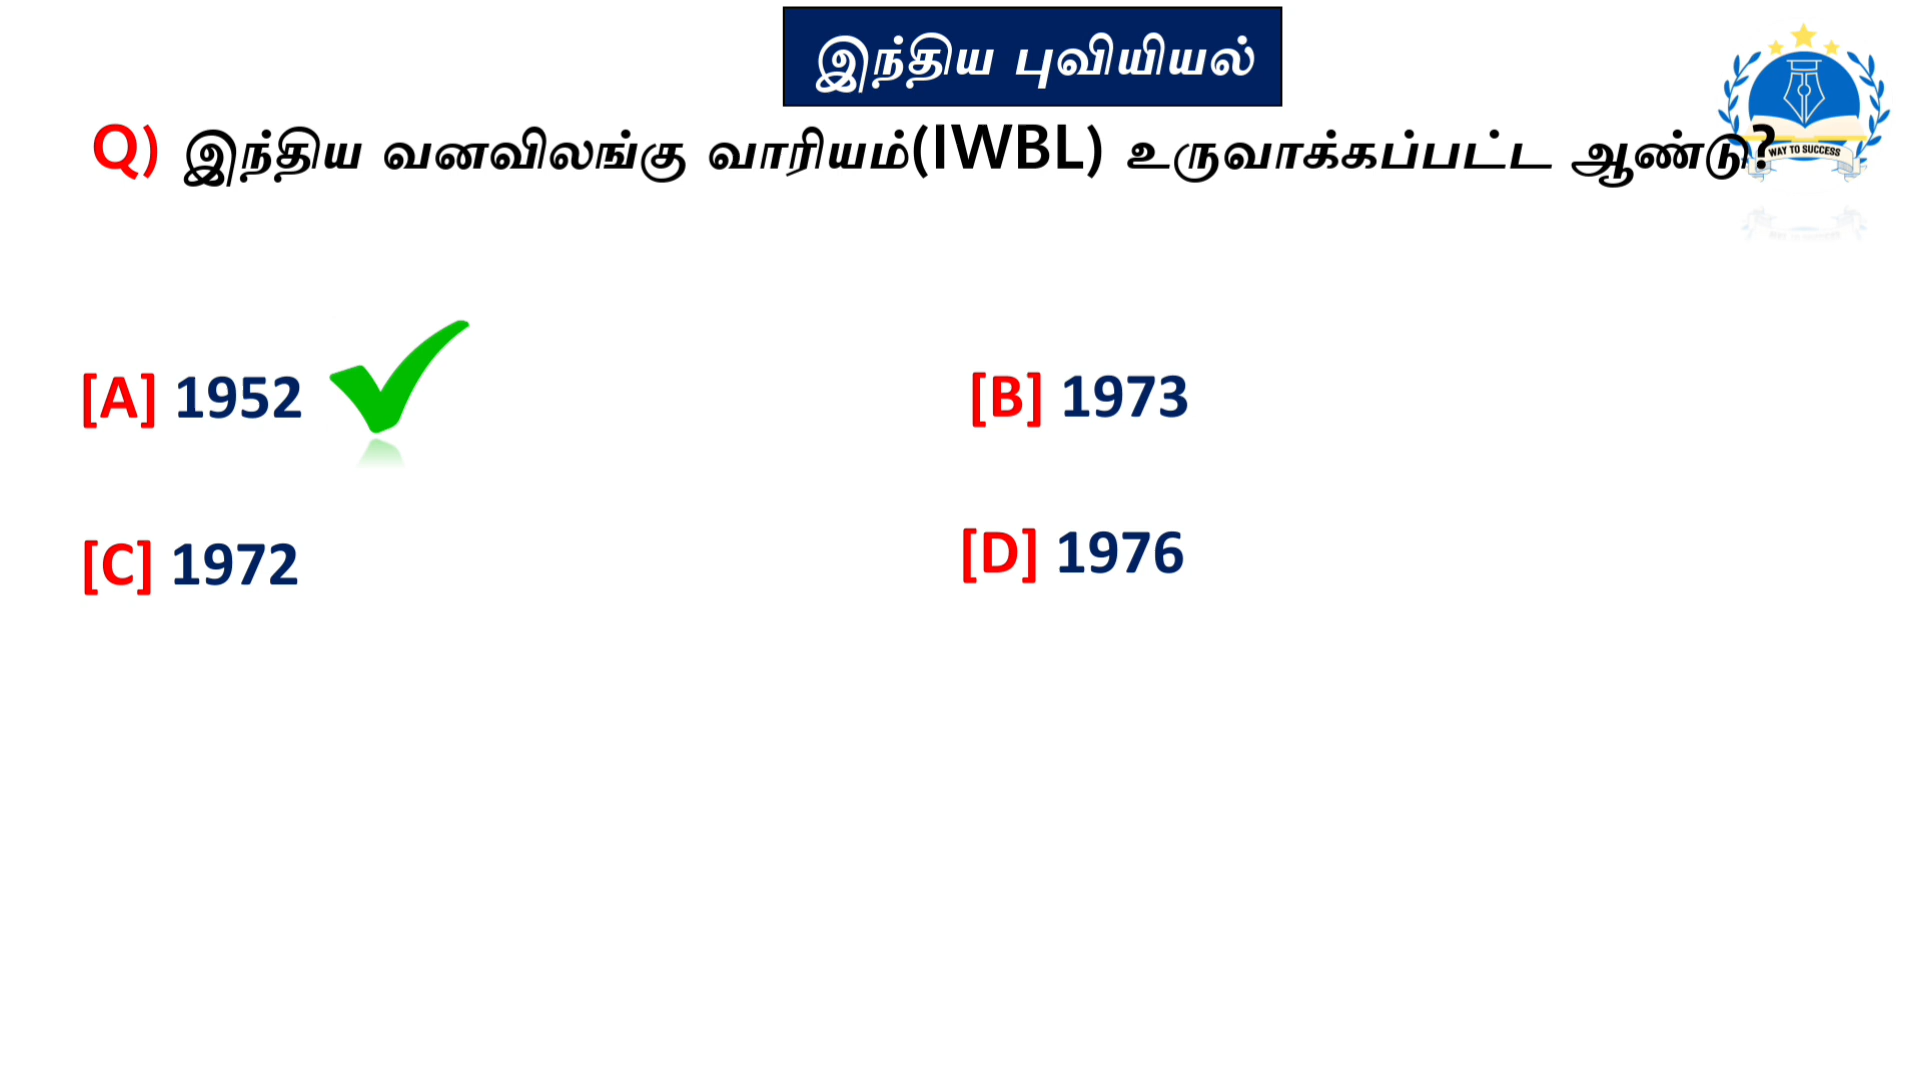 இந்திய புவியியல்
Q) இந்திய வனவிலங்கு வாரியம்(IWBL) உருவாக்கப்பட்ட ஆண்டு?
WAY TO SUCCESS
[A] 1952
[B] 1973
[C] 1972
[D] 1976